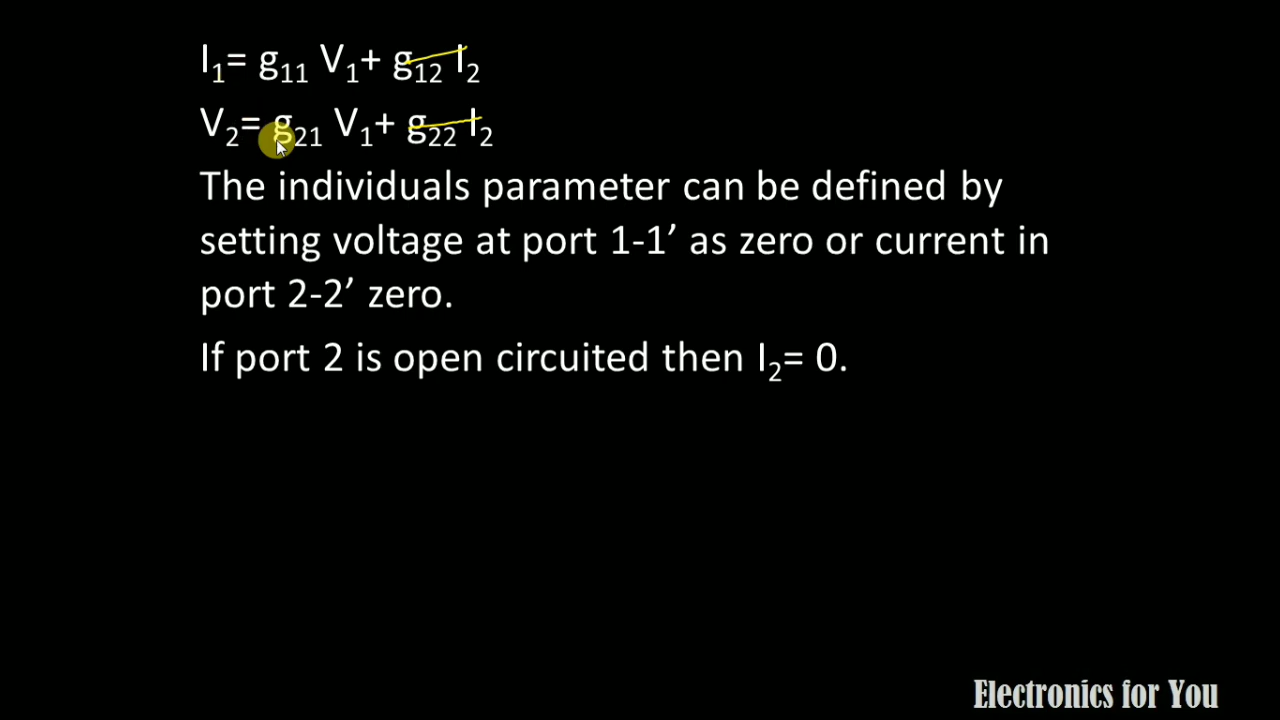 I₁= g₁₁ V₁+ g₁₂ I₂
V₂= g₂₁ V₁+ g₂₂ I₂
The individuals parameter can be defined by
setting voltage at port 1-1’ as zero or current in
port 2-2’ zero.
If port 2 is open circuited then I₂= 0.
Electronics for You